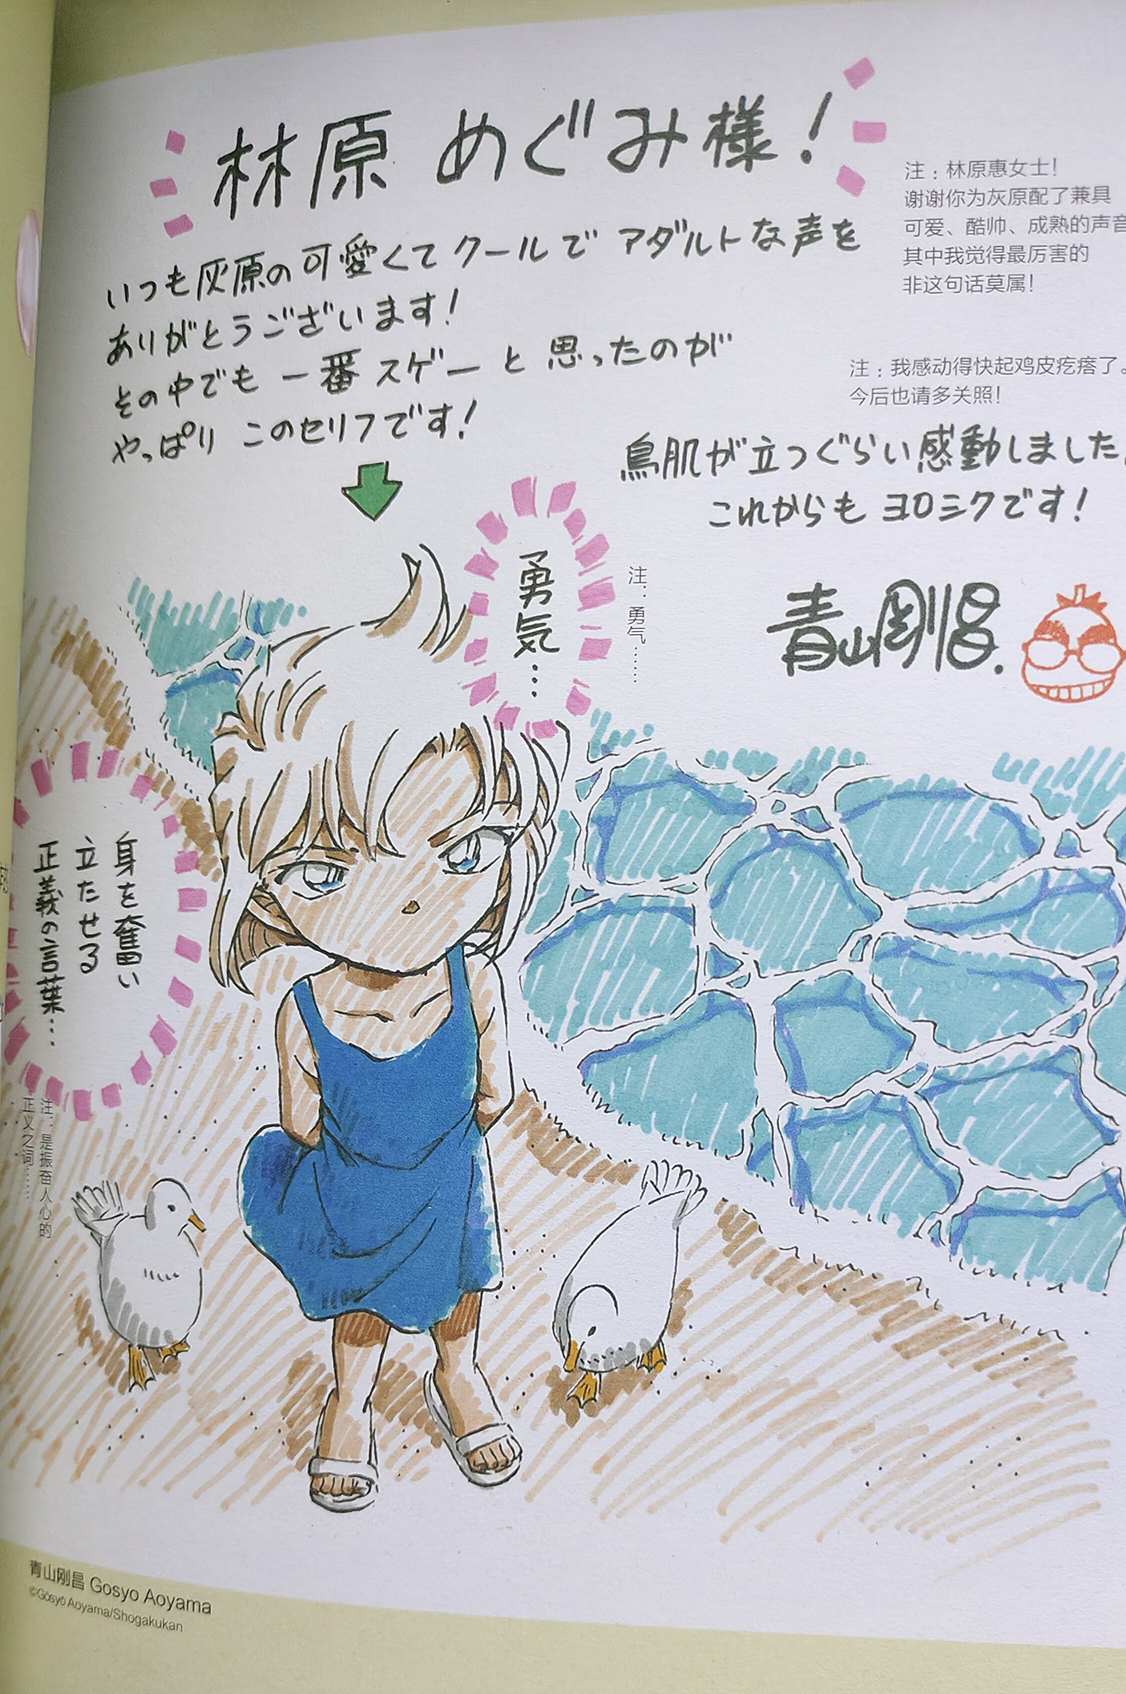 林原 めぐみ様！
いつも灰原の可愛くてクールで アダルトな声を
ありがとうございます！
その中でも 一番 スゲーと 思ったのが
やっぱり このセリフです！
注：林原惠女士！
谢谢你为灰原配了兼具
可爱、酷帅、成熟的声音
其中我觉得最厉害的
非这句话莫属！
注：我感动得快起鸡皮疙瘩了。
今后也请多关照！
鳥肌が立つぐらい感動しました
これからも ヨロシクです！
青山剛昌.
勇気…
注：勇气……
身を奮い
立たせる
正義の言葉…
注：是振奋人心的
正义之词……
青山刚昌 Gosyo Aoyama
©Gosyo Aoyama/Shogakukan